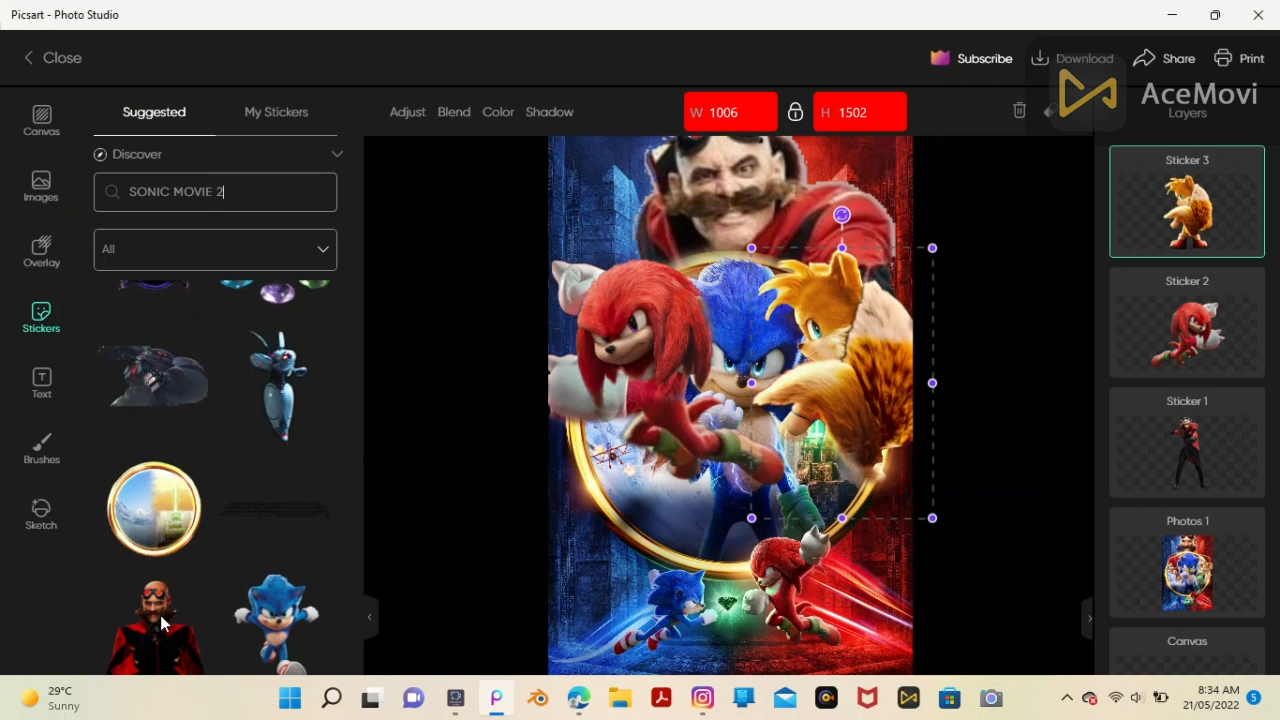 Picsart - Photo Studio
Close
Subscribe
Download
Share
Print
AceMovi
Canvas
Images
Overlay
Stickers
Text
Brushes
Sketch
Suggested
My Stickers
Discover
SONIC MOVIE 2
All
Adjust
Blend
Color
Shadow
W 1006
H 1502
Layers
Sticker 3
Sticker 2
Sticker 1
Photos 1
Canvas
29°C
Sunny
8:34 AM
21/05/2022
5